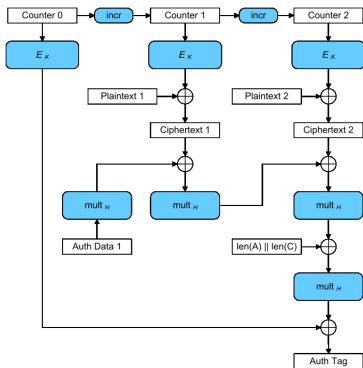 Counter 0 incr Counter 1 incr Counter 2
E K E K E K
Plaintext 1 Plaintext 2
Ciphertext 1 Ciphertext 2
mult H mult H mult H
Auth Data 1 len(A) || len(C)
mult H
Auth Tag